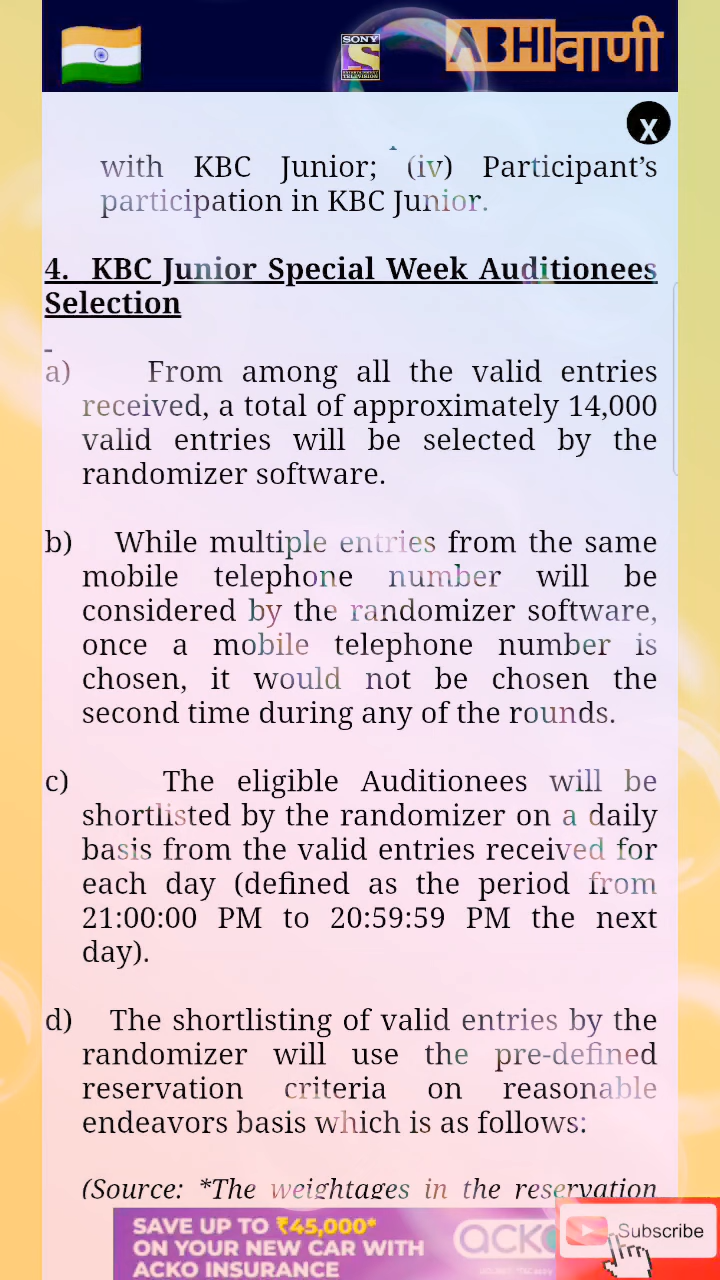 SONY
ABHIवाणी
X
with KBC Junior; (iv) Participant’s
participation in KBC Junior.
4. KBC Junior Special Week Auditionees
Selection
a) From among all the valid entries
received, a total of approximately 14,000
valid entries will be selected by the
randomizer software.
b) While multiple entries from the same
mobile telephone number will be
considered by the randomizer software,
once a mobile telephone number is
chosen, it would not be chosen the
second time during any of the rounds.
c) The eligible Auditionees will be
shortlisted by the randomizer on a daily
basis from the valid entries received for
each day (defined as the period from
21:00:00 PM to 20:59:59 PM the next
day).
d) The shortlisting of valid entries by the
randomizer will use the pre-defined
reservation criteria on reasonable
endeavors basis which is as follows:
(Source: *The weightages in the reservation
SAVE UP TO ₹45,000*
ON YOUR NEW CAR WITH
ACKO INSURANCE
Subscribe